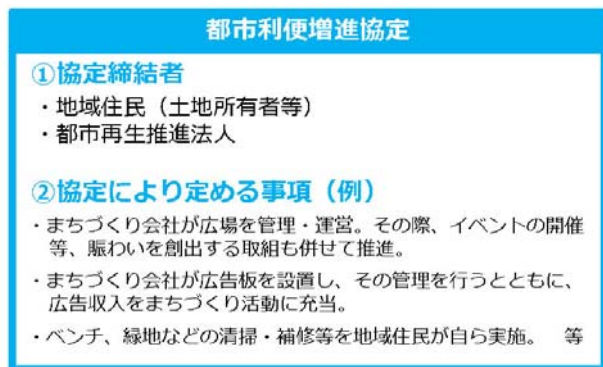 都市利便増進協定
①協定締結者
・地域住民（土地所有者等）
・都市再生推進法人
②協定により定める事項（例）
・まちづくり会社が広場を管理・運営。その際、イベントの開催
等、賑わいを創出する取組も併せて推進。
・まちづくり会社が広告板を設置し、その管理を行うとともに、
広告収入をまちづくり活動に充当。
・ベンチ、緑地などの清掃・補修等を地域住民が自ら実施。　等